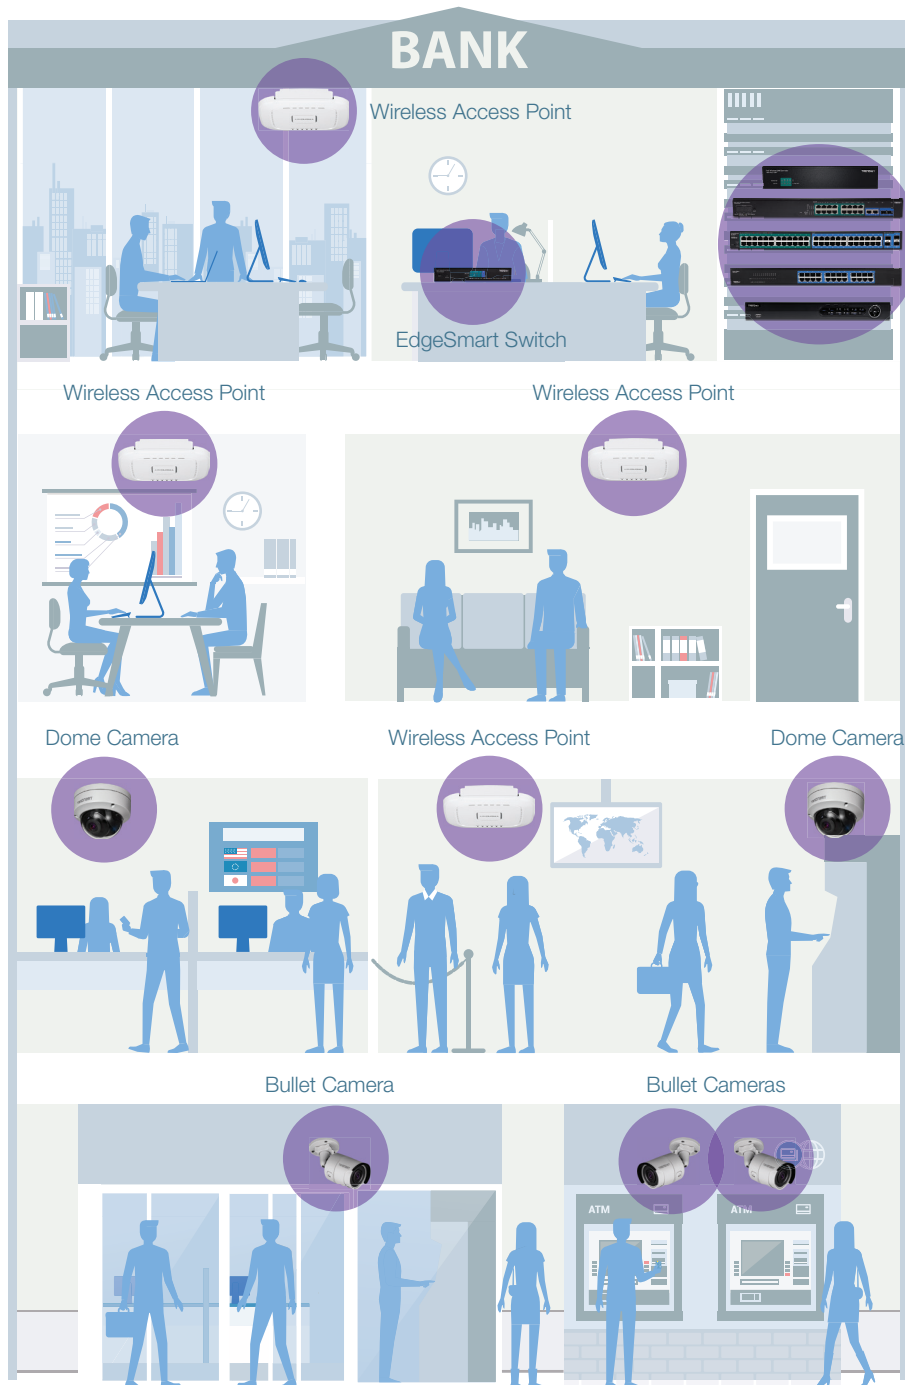 BANK
Wireless Access Point
EdgeSmart Switch
Wireless Access Point
Wireless Access Point
Dome Camera
Wireless Access Point
Dome Camera
Bullet Camera
Bullet Cameras
ATM
ATM